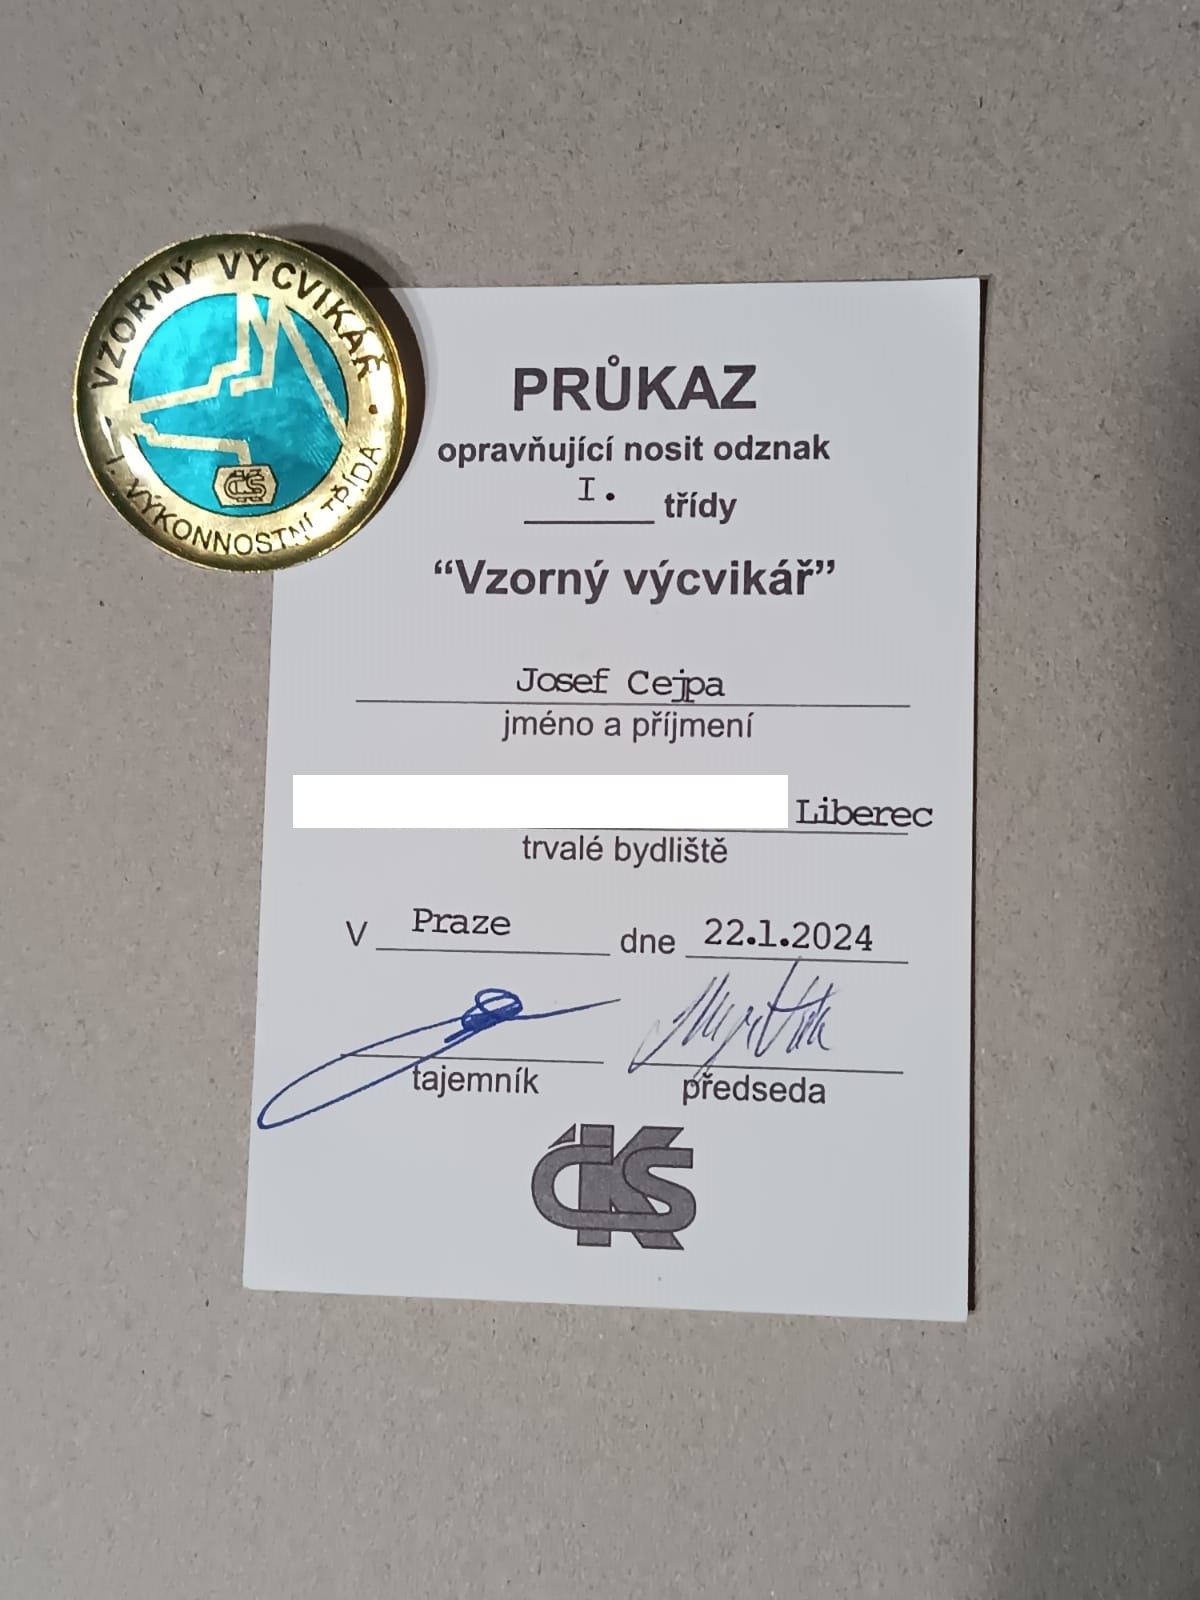 VZORNÝ VÝCVIKÁŘ
I. VÝKONNOSTNÍ TŘÍDA
ČKS
PRŮKAZ
opravňující nosit odznak
I. třídy
“Vzorný výcvikář”
Josef Cejpa
jméno a příjmení
Liberec
trvalé bydliště
V Praze dne 22.1.2024
tajemník předseda
ČKS